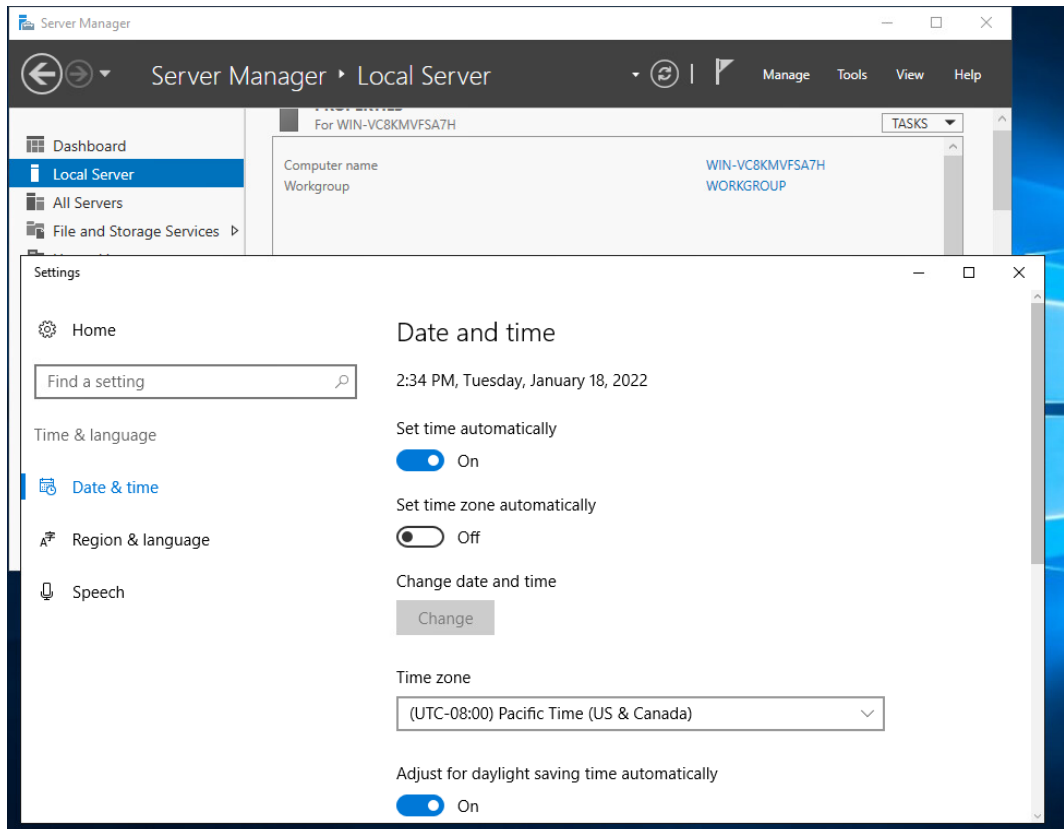 Server Manager
Server Manager ‣ Local Server
Manage Tools View Help
For WIN-VC8KMVFSA7H
TASKS
Dashboard
Local Server
All Servers
File and Storage Services
Computer name WIN-VC8KMVFSA7H
Workgroup WORKGROUP
Settings
Home
Find a setting
Time & language
Date & time
Region & language
Speech
Date and time
2:34 PM, Tuesday, January 18, 2022
Set time automatically
On
Set time zone automatically
Off
Change date and time
Change
Time zone
(UTC-08:00) Pacific Time (US & Canada)
Adjust for daylight saving time automatically
On